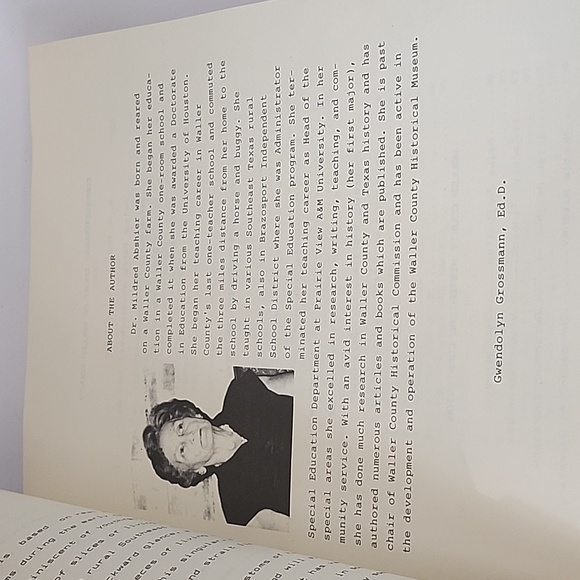 ABOUT THE AUTHOR
Dr. Mildred Abshier was born and reared
on a Waller County farm. She began her educa-
tion in a Waller County one-room school and
completed it when she was awarded a Doctorate
in Education from the University of Houston.
She began her teaching career in Waller
County's last one-teacher school and commuted
the three miles distance from her home to the
school by driving a horse and buggy. She
taught in various Southeast Texas rural
schools, also in Brazosport Independent
School District where she was Administrator
of the Special Education program. She ter-
minated her teaching career as Head of the
Special Education Department at Prairie View A&M University. In her
special areas she excelled in research, writing, teaching, and com-
munity service. With an avid interest in history (her first major),
she has done much research in Waller County and Texas history and has
authored numerous articles and books which are published. She is past
chair of Waller County Historical Commission and has been active in
the development and operation of the Waller County Historical Museum.
Gwendolyn Grossmann, Ed.D.
based
during the
rural